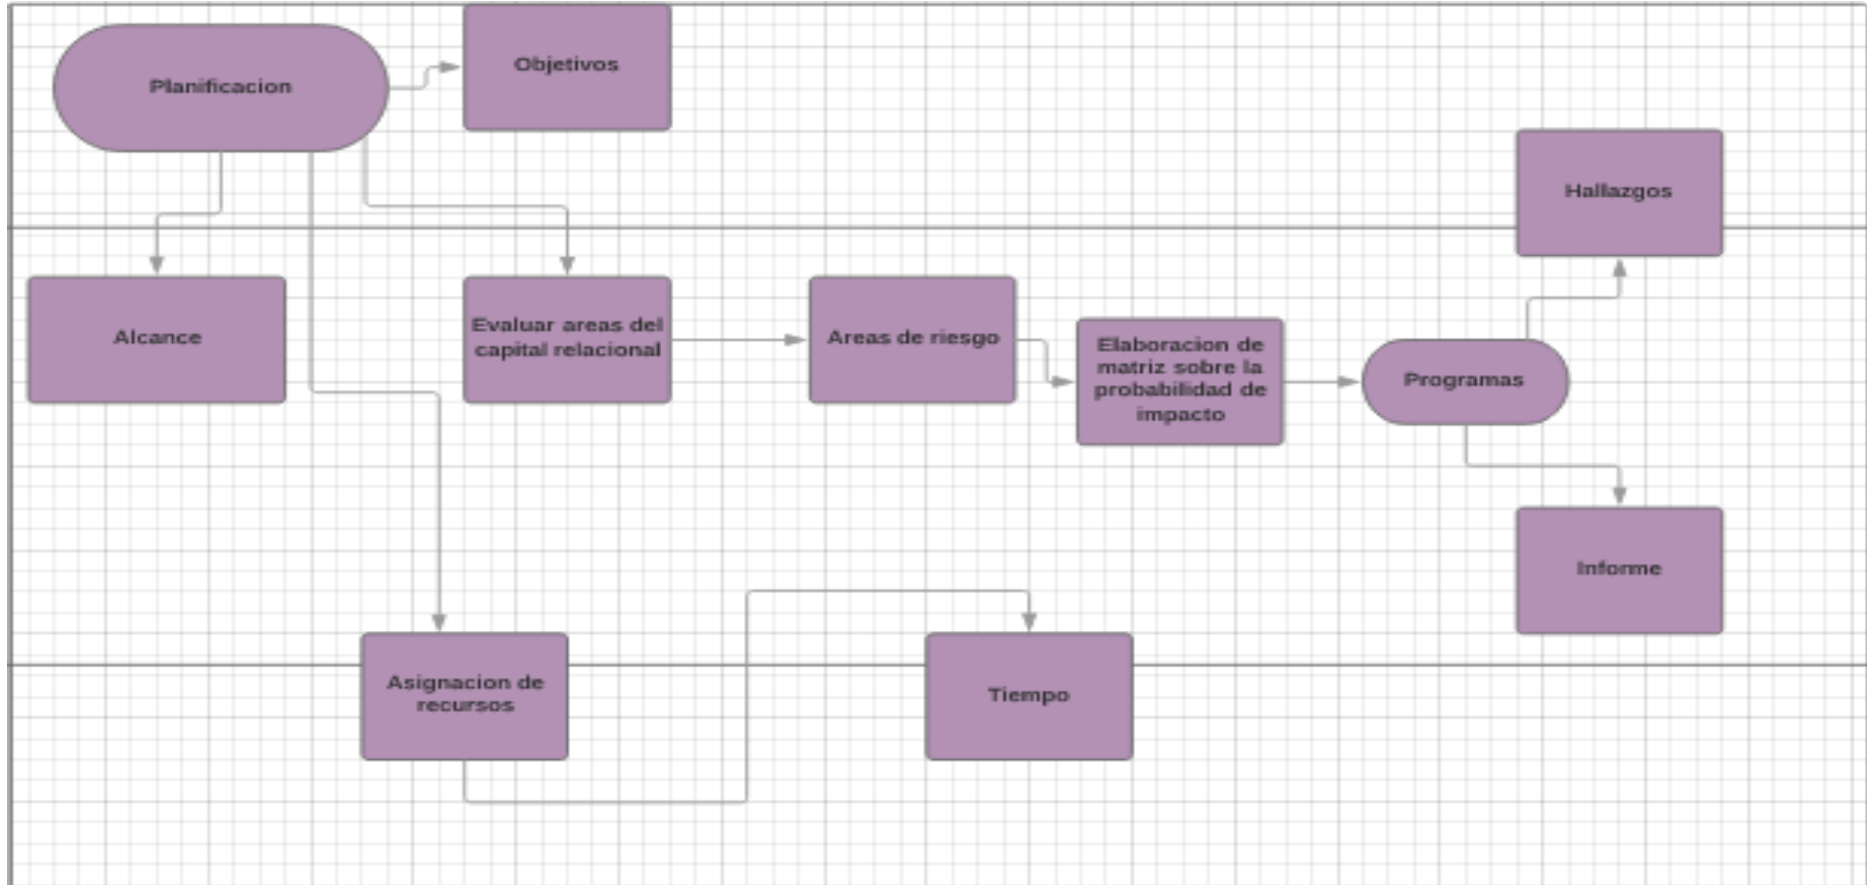 Planificacion
Objetivos
Hallazgos
Alcance
Evaluar areas del
capital relacional
Areas de riesgo
Elaboracion de
matriz sobre la
probabilidad de
impacto
Programas
Informe
Asignacion de
recursos
Tiempo